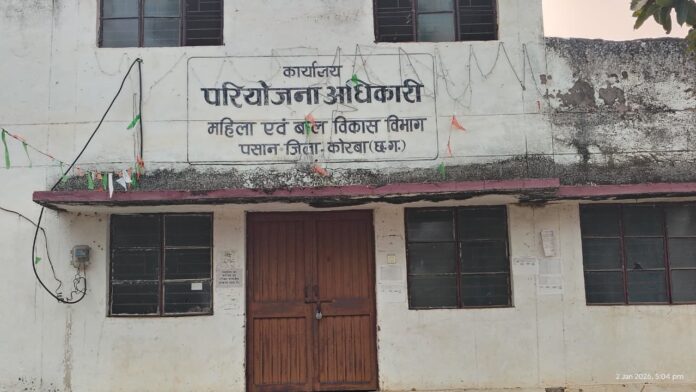 कार्यालय
परियोजना अधिकारी
महिला एवं बाल विकास विभाग
पसान जिला-कोरबा (छ.ग.)
2 Jan 2026, 5:04 pm